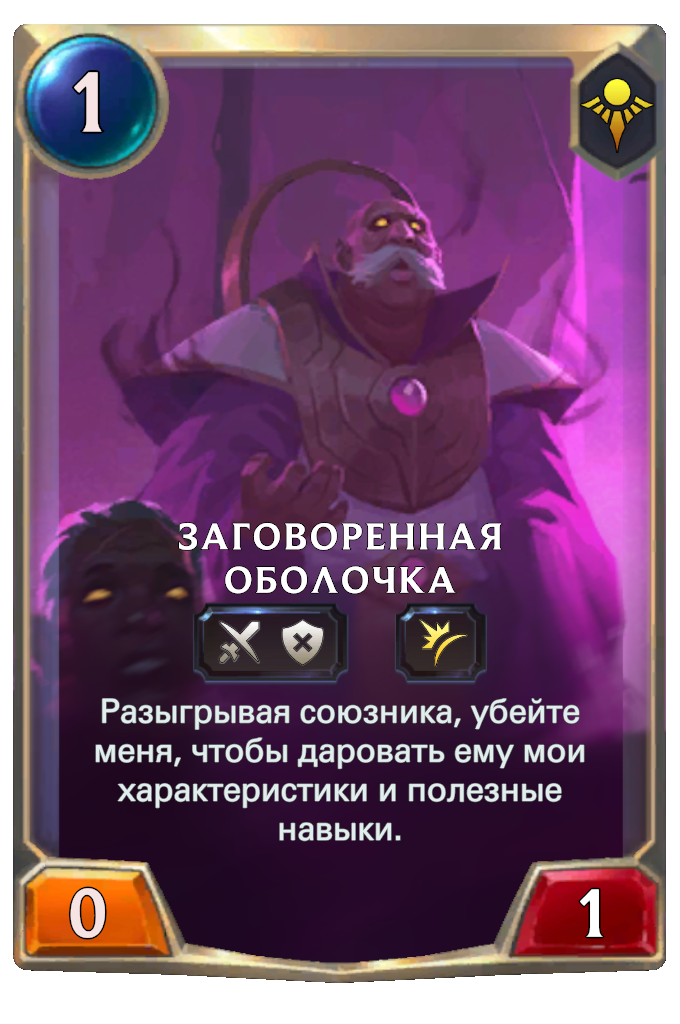 1
ЗАГОВОРЕННАЯ
ОБОЛОЧКА
Разыгрывая союзника, убейте
меня, чтобы даровать ему мои
характеристики и полезные
навыки.
0
1